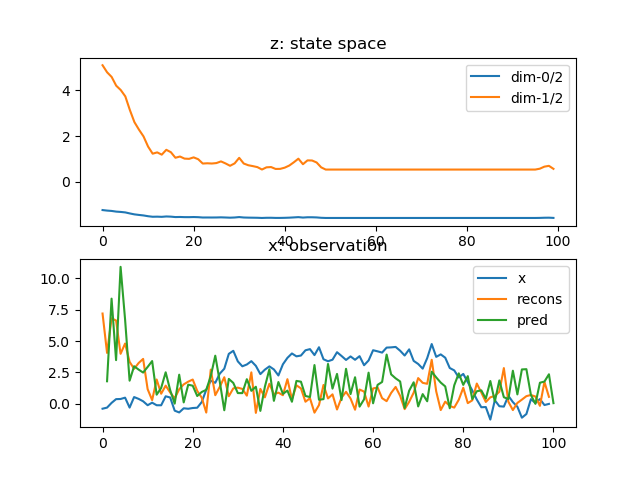 z: state space
dim-0/2
dim-1/2
4
2
0
0 20 40 60 80 100
x: observation
x
recons
pred
10.0
7.5
5.0
2.5
0.0
0 20 40 60 80 100